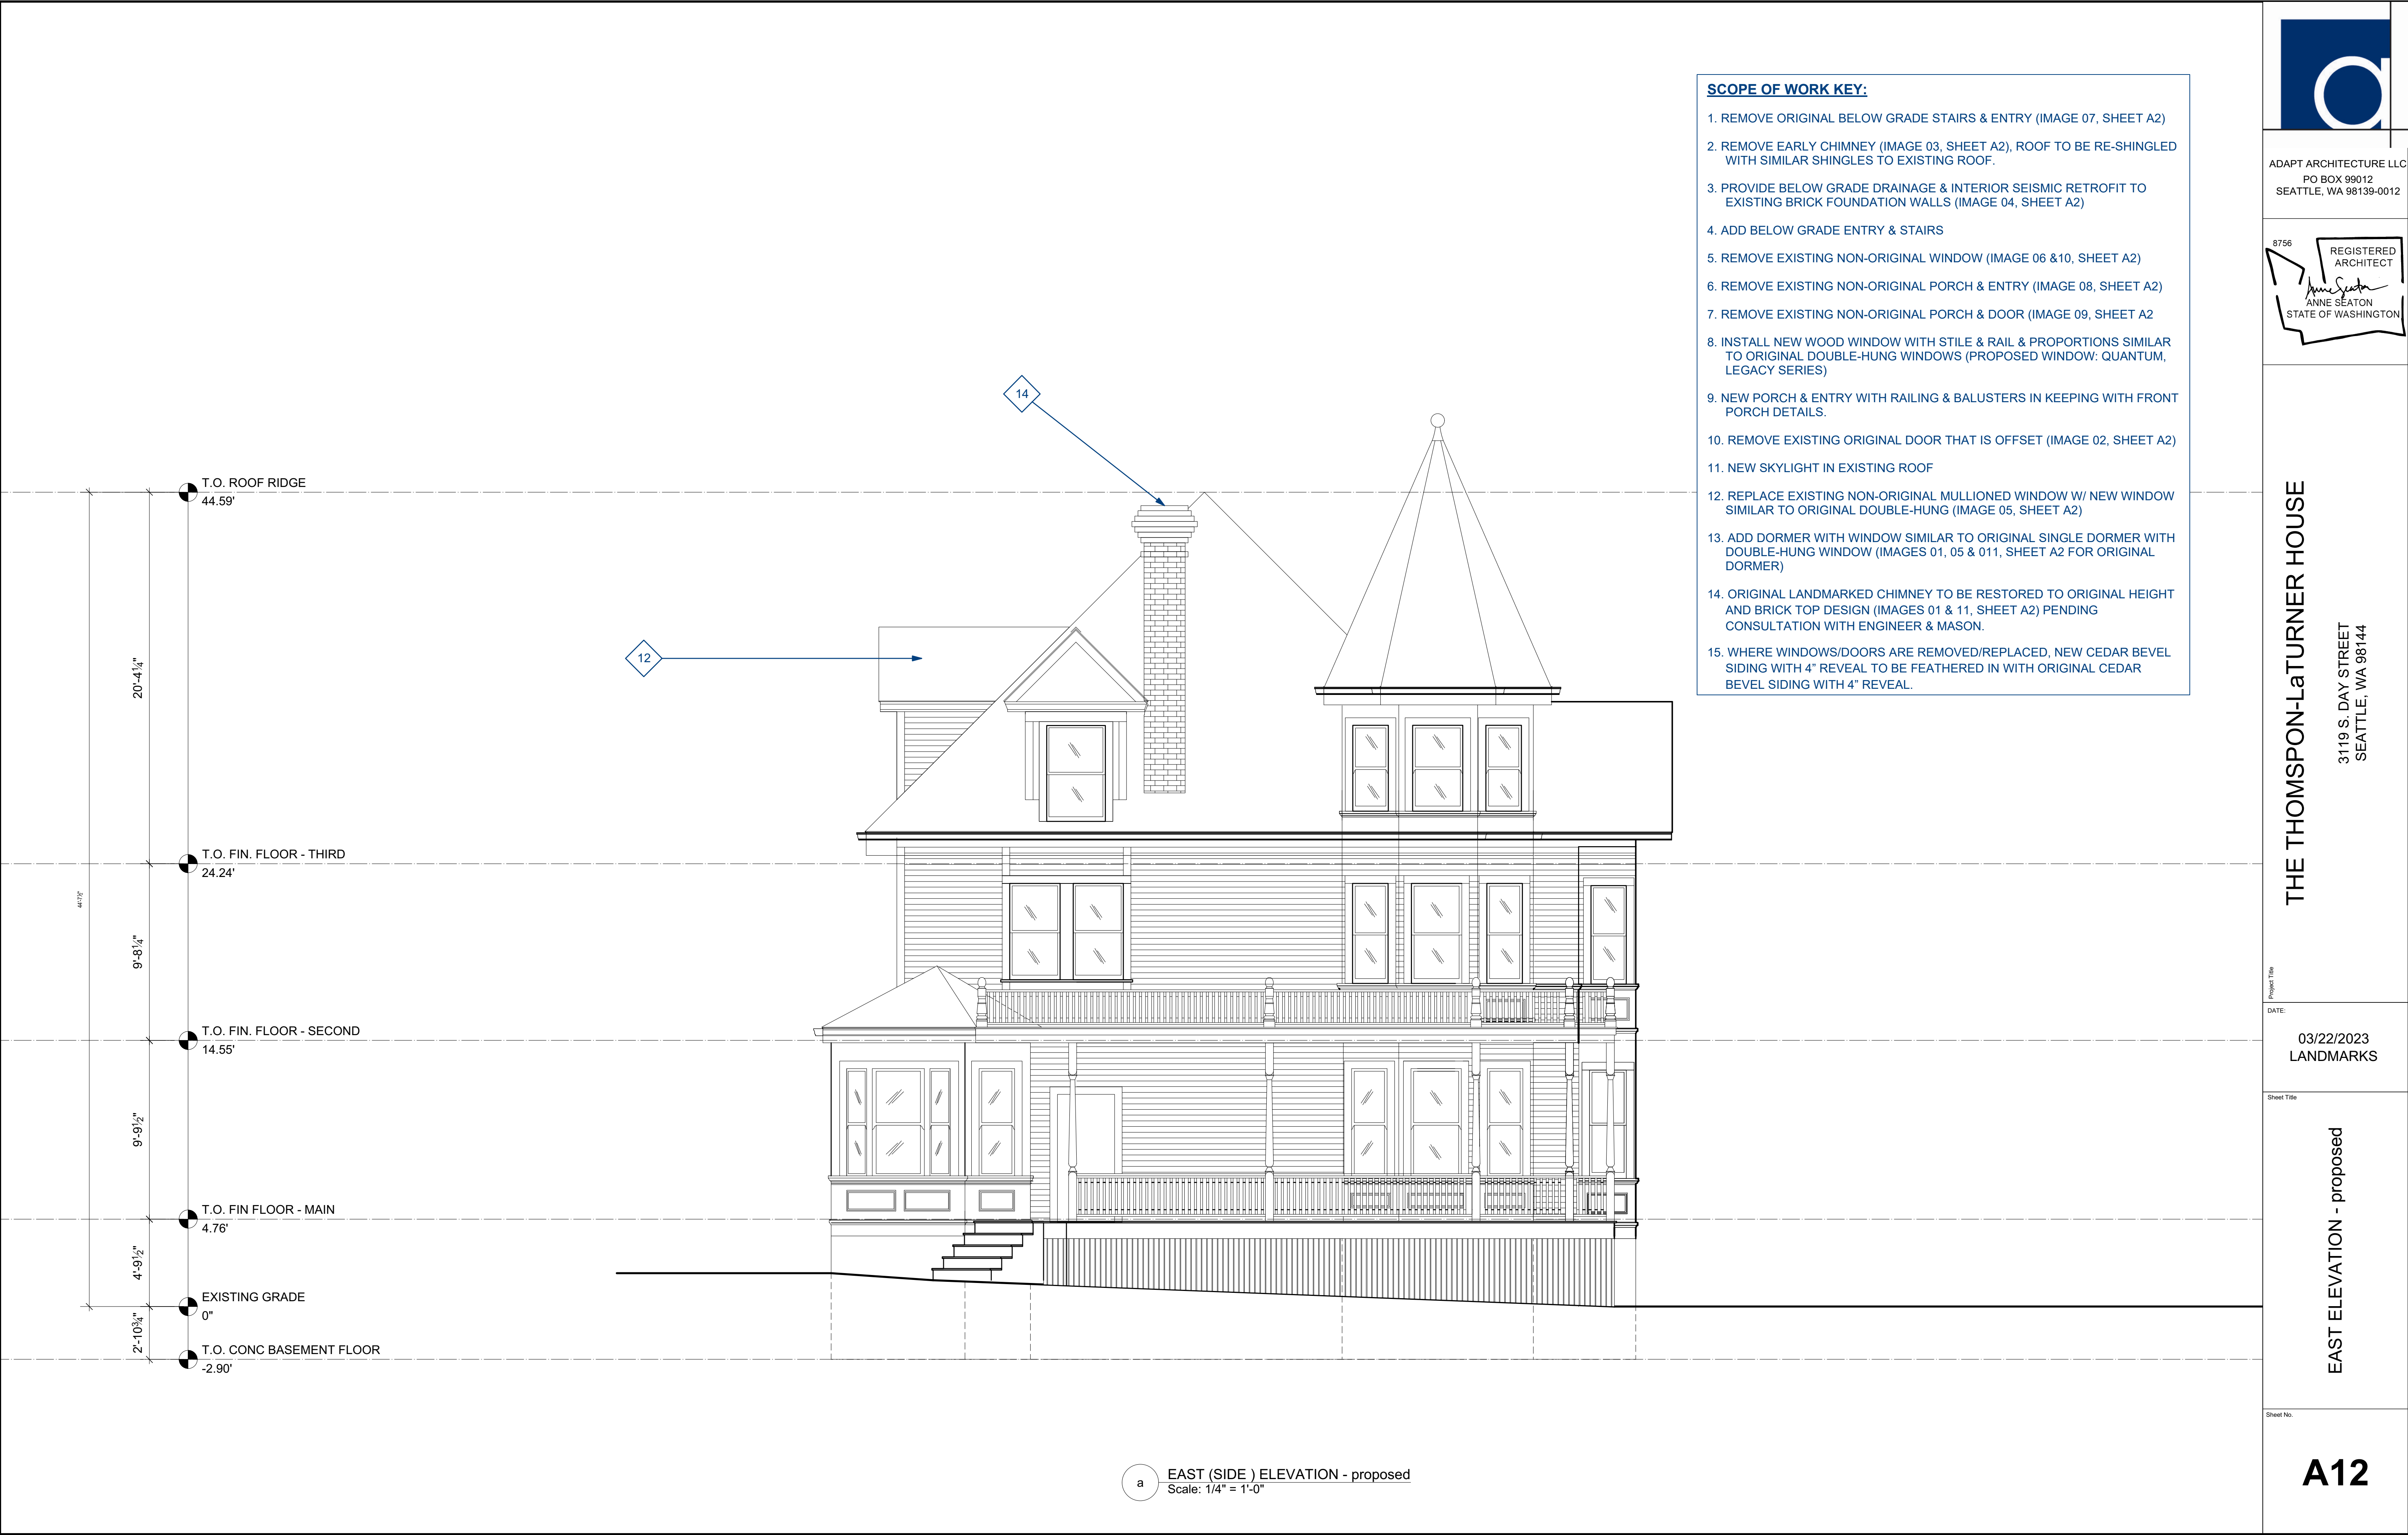 SCOPE OF WORK KEY:
1. REMOVE ORIGINAL BELOW GRADE STAIRS & ENTRY (IMAGE 07, SHEET A2)
2. REMOVE EARLY CHIMNEY (IMAGE 03, SHEET A2), ROOF TO BE RE-SHINGLED
WITH SIMILAR SHINGLES TO EXISTING ROOF.
3. PROVIDE BELOW GRADE DRAINAGE & INTERIOR SEISMIC RETROFIT TO
EXISTING BRICK FOUNDATION WALLS (IMAGE 04, SHEET A2)
4. ADD BELOW GRADE ENTRY & STAIRS
5. REMOVE EXISTING NON-ORIGINAL WINDOW (IMAGE 06 &10, SHEET A2)
6. REMOVE EXISTING NON-ORIGINAL PORCH & ENTRY (IMAGE 08, SHEET A2)
7. REMOVE EXISTING NON-ORIGINAL PORCH & DOOR (IMAGE 09, SHEET A2
8. INSTALL NEW WOOD WINDOW WITH STILE & RAIL & PROPORTIONS SIMILAR
TO ORIGINAL DOUBLE-HUNG WINDOWS (PROPOSED WINDOW: QUANTUM,
LEGACY SERIES)
9. NEW PORCH & ENTRY WITH RAILING & BALUSTERS IN KEEPING WITH FRONT
PORCH DETAILS.
10. REMOVE EXISTING ORIGINAL DOOR THAT IS OFFSET (IMAGE 02, SHEET A2)
11. NEW SKYLIGHT IN EXISTING ROOF
12. REPLACE EXISTING NON-ORIGINAL MULLIONED WINDOW W/ NEW WINDOW
SIMILAR TO ORIGINAL DOUBLE-HUNG (IMAGE 05, SHEET A2)
13. ADD DORMER WITH WINDOW SIMILAR TO ORIGINAL SINGLE DORMER WITH
DOUBLE-HUNG WINDOW (IMAGES 01, 05 & 011, SHEET A2 FOR ORIGINAL
DORMER)
14. ORIGINAL LANDMARKED CHIMNEY TO BE RESTORED TO ORIGINAL HEIGHT
AND BRICK TOP DESIGN (IMAGES 01 & 11, SHEET A2) PENDING
CONSULTATION WITH ENGINEER & MASON.
15. WHERE WINDOWS/DOORS ARE REMOVED/REPLACED, NEW CEDAR BEVEL
SIDING WITH 4” REVEAL TO BE FEATHERED IN WITH ORIGINAL CEDAR
BEVEL SIDING WITH 4” REVEAL.
14
12
T.O. ROOF RIDGE
44.59'
20'-4¼"
T.O. FIN. FLOOR - THIRD
24.24'
44'-7½"
9'-8¼"
T.O. FIN. FLOOR - SECOND
14.55'
9'-9½"
T.O. FIN FLOOR - MAIN
4.76'
4'-9½"
EXISTING GRADE
0"
2'-10¾"
T.O. CONC BASEMENT FLOOR
-2.90'
a
EAST (SIDE ) ELEVATION - proposed
Scale: 1/4" = 1'-0"
a
ADAPT ARCHITECTURE LLC
PO BOX 99012
SEATTLE, WA 98139-0012
8756
REGISTERED
ARCHITECT
Anne Seaton
ANNE SEATON
STATE OF WASHINGTON
THE THOMSPON-LaTURNER HOUSE
3119 S. DAY STREET
SEATTLE, WA 98144
Project Title
DATE:
03/22/2023
LANDMARKS
Sheet Title
EAST ELEVATION - proposed
Sheet No.
A12